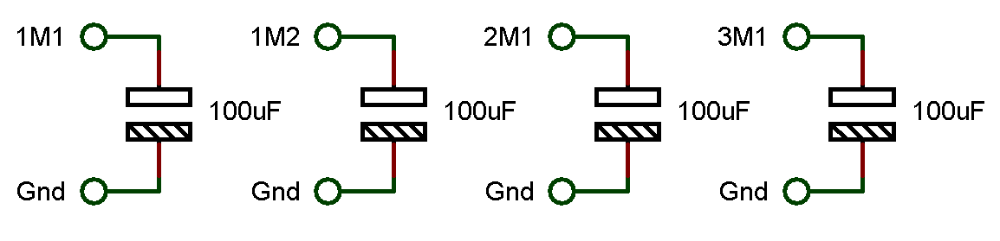 1M1 1M2 2M1 3M1
100uF 100uF 100uF 100uF
Gnd Gnd Gnd Gnd